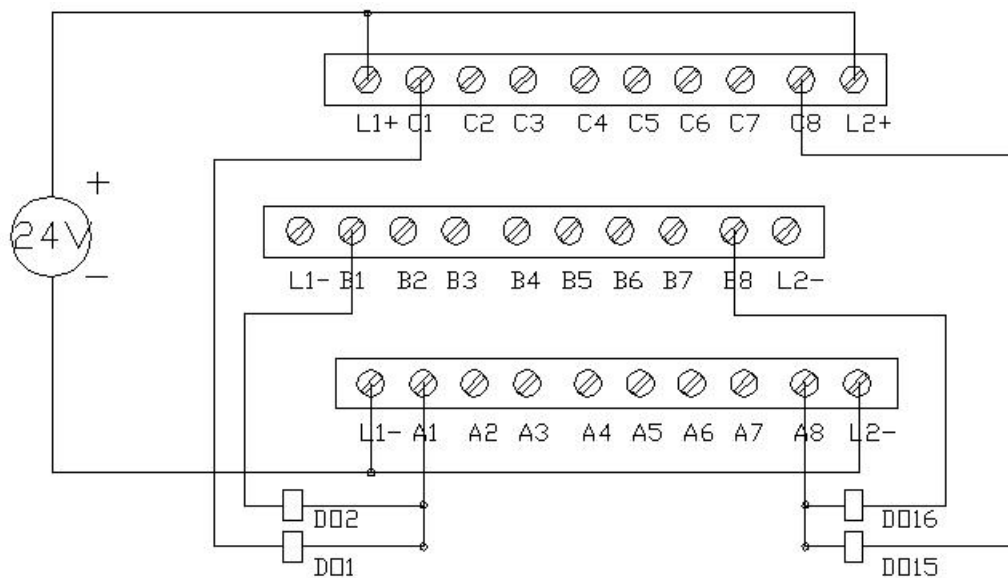 L1+ C1 C2 C3 C4 C5 C6 C7 C8 L2+
+
24V
−
L1- B1 B2 B3 B4 B5 B6 B7 B8 L2-
L1- A1 A2 A3 A4 A5 A6 A7 A8 L2-
DO2 DO16
DO1 DO15